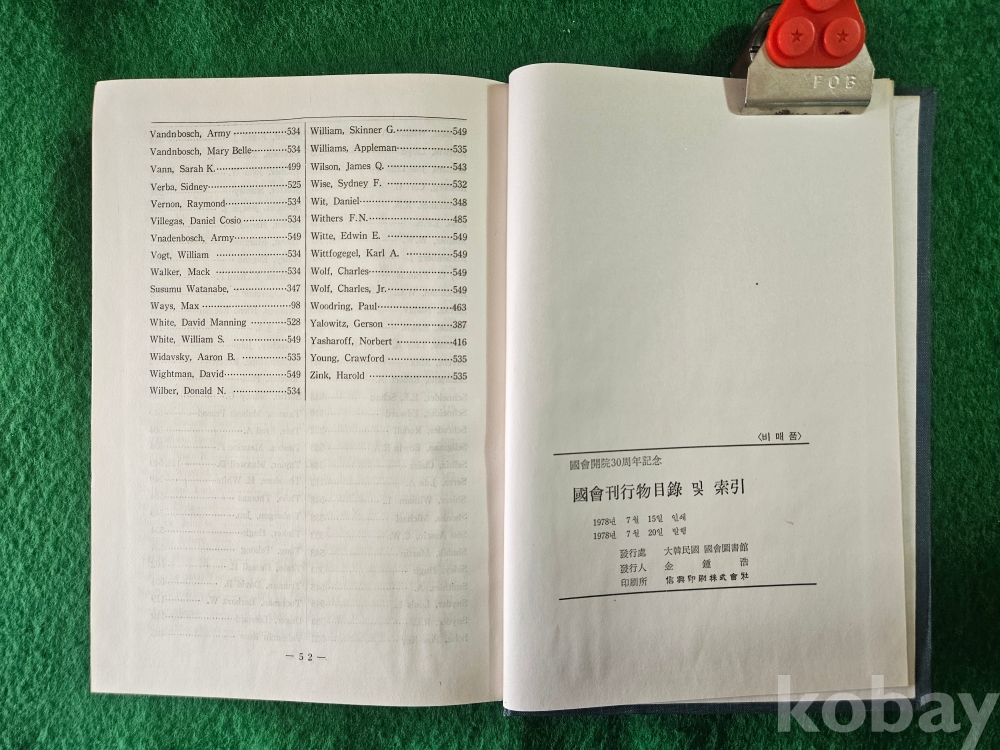 Vandnbosch, Army ··················534
Vandnbosch, Mary Belle···········534
Vann, Sarah K.························499
Verba, Sidney··························525
Vernon, Raymond····················534
Villegas, Daniel Cosio ···········534
Vnadenbosch, Army·················549
Vogt, William ·······················534
Walker, Mack ·······················534
Susumu Watanabe, ·················347
Ways, Max ····························98
White, David Manning ············528
White, William S. ·················549
Widavsky, Aaron B. ···············535
Wightman, David····················549
Wilber, Donald N. ·················534
William, Skinner G.··················549
Williams, Appleman··················535
Wilson, James Q. ···················543
Wise, Sydney F. ····················532
Wit, Daniel···························348
Withers F.N.·························485
Witte, Edwin E. ····················549
Wittfogegel, Karl A. ···············549
Wolf, Charles·························549
Wolf, Charles, Jr.···················549
Woodring, Paul······················463
Yalowitz, Gerson ···················387
Yasharoff, Norbert ················416
Young, Crawford ····················535
Zink, Harold ························535
— 5 2 —
FOB
〈비 매 품〉
國會開院30周年記念
國會刊行物目錄 및 索引
1978년 7월 15일 인쇄
1978년 7월 20일 발행
發行處 大韓民國 國會圖書館
發行人 金鍾浩
印刷所 信興印刷株式會社
kobay